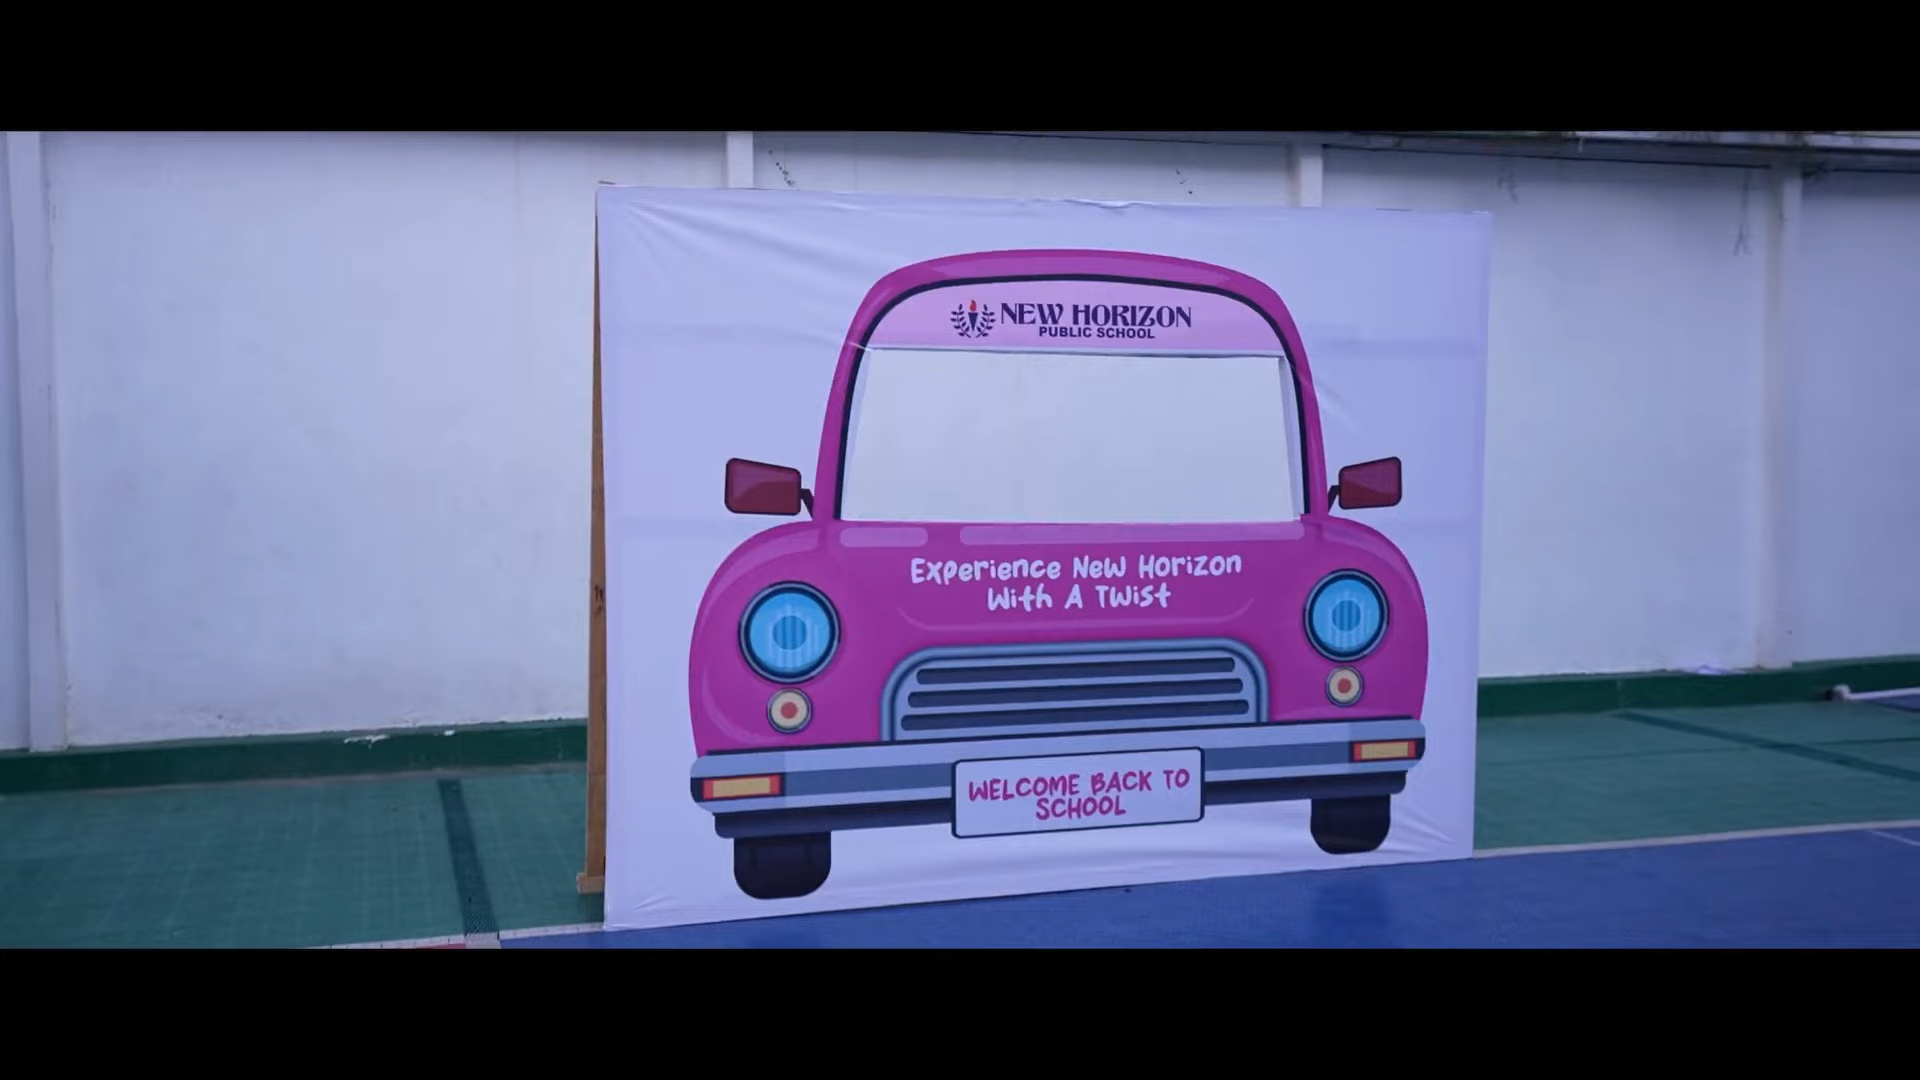 NEW HORIZON
PUBLIC SCHOOL
Experience New Horizon
With A Twist
WELCOME BACK TO
SCHOOL